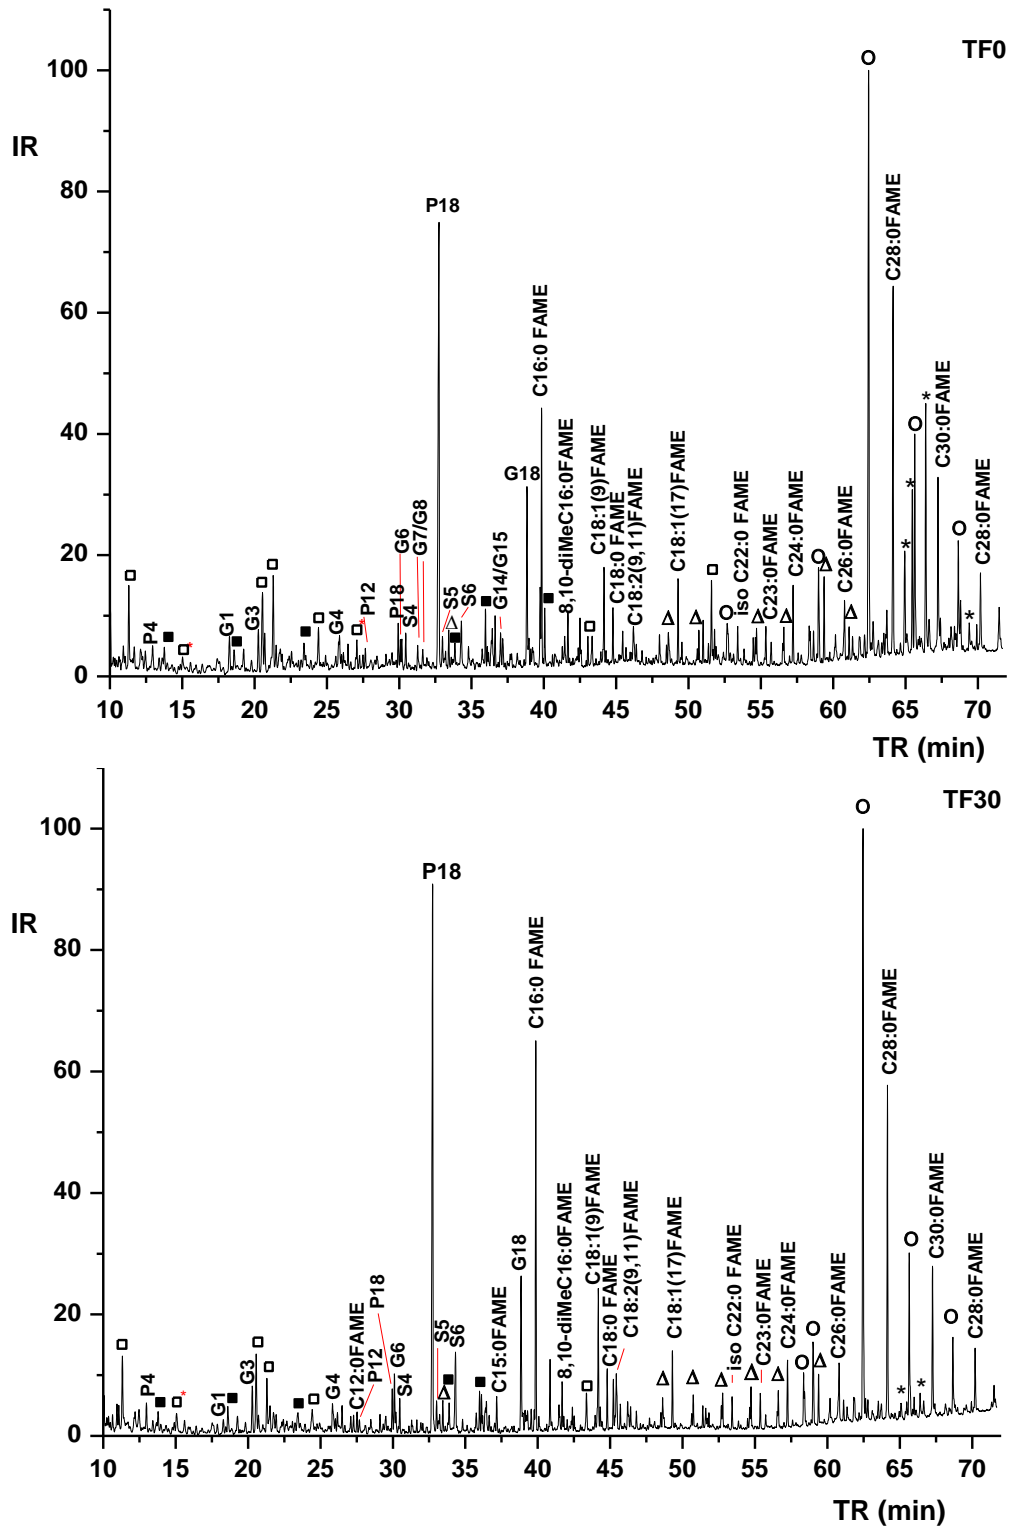 TF0
IR
100
80
60
40
20
0
P4
G1
G3
G4
P12
P18
G6
S4
G7/G8
P18
S5
S6
G14/G15
G18
C16:0 FAME
8,10-diMeC16:0FAME
C18:1(9)FAME
C18:0 FAME
C18:2(9,11)FAME
C18:1(17)FAME
iso C22:0 FAME
C23:0FAME
C24:0FAME
C26:0FAME
C28:0FAME
C30:0FAME
C28:0FAME
10 15 20 25 30 35 40 45 50 55 60 65 70
TR (min)
TF30
IR
100
80
60
40
20
0
P4
G1
G3
G4
C12:0FAME
P12
P18
G6
S4
P18
S5
S6
C15:0FAME
G18
C16:0 FAME
8,10-diMeC16:0FAME
C18:1(9)FAME
C18:0 FAME
C18:2(9,11)FAME
C18:1(17)FAME
iso C22:0 FAME
C23:0FAME
C24:0FAME
C26:0FAME
C28:0FAME
C30:0FAME
C28:0FAME
10 15 20 25 30 35 40 45 50 55 60 65 70
TR (min)